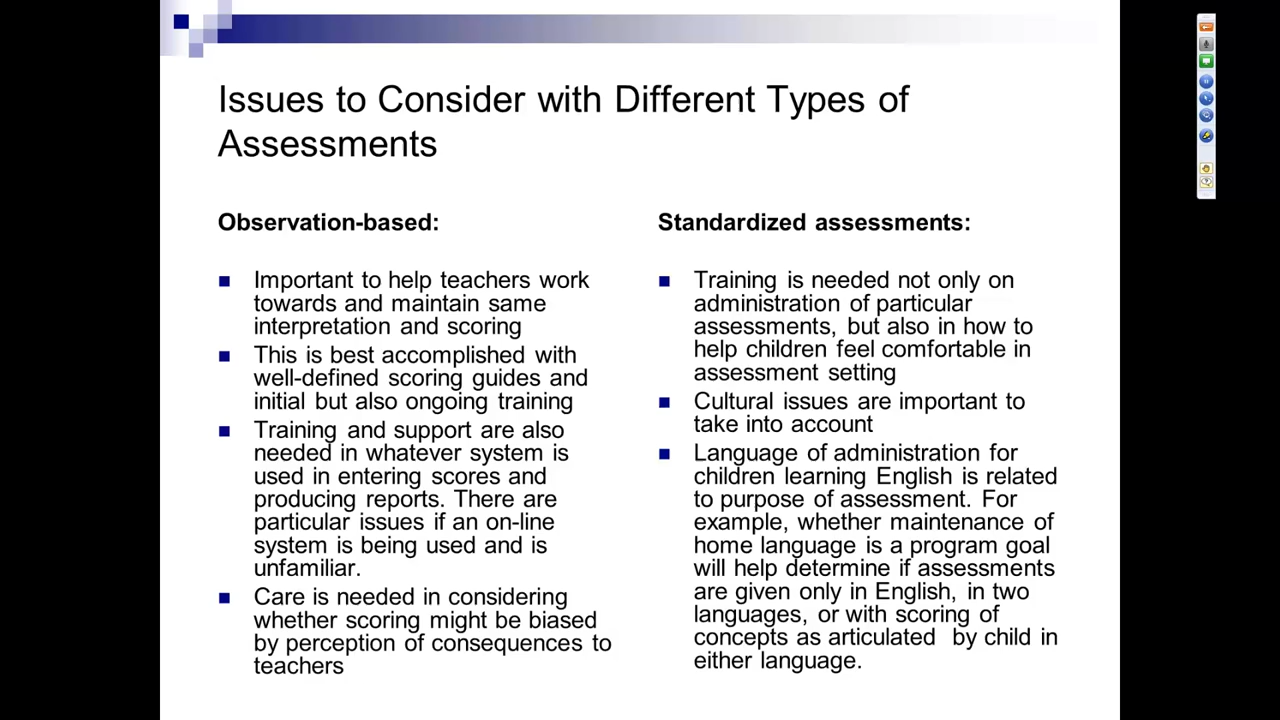 Issues to Consider with Different Types of
Assessments
Observation-based:
Important to help teachers work
towards and maintain same
interpretation and scoring
This is best accomplished with
well-defined scoring guides and
initial but also ongoing training
Training and support are also
needed in whatever system is
used in entering scores and
producing reports. There are
particular issues if an on-line
system is being used and is
unfamiliar.
Care is needed in considering
whether scoring might be biased
by perception of consequences to
teachers
Standardized assessments:
Training is needed not only on
administration of particular
assessments, but also in how to
help children feel comfortable in
assessment setting
Cultural issues are important to
take into account
Language of administration for
children learning English is related
to purpose of assessment. For
example, whether maintenance of
home language is a program goal
will help determine if assessments
are given only in English, in two
languages, or with scoring of
concepts as articulated by child in
either language.